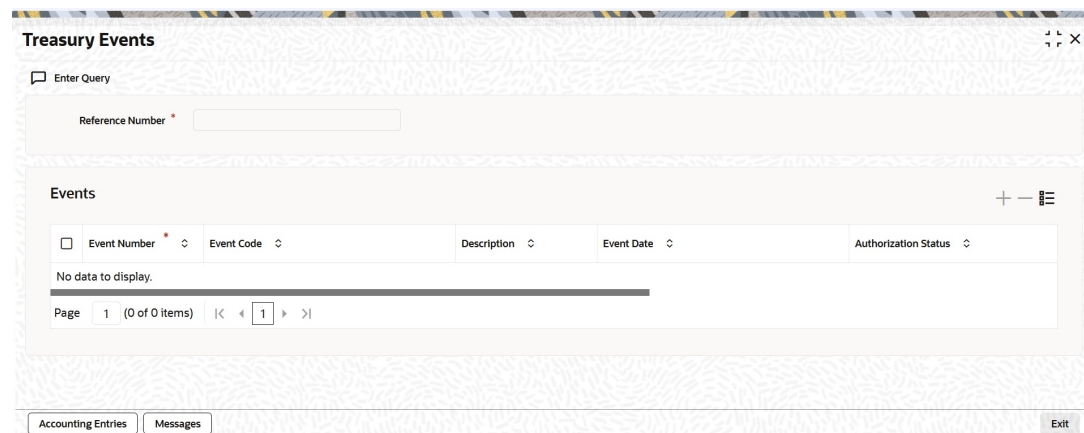 Treasury Events
Enter Query
Reference Number *
Events
Event Number * Event Code Description Event Date Authorization Status
No data to display.
Page 1 (0 of 0 items) 1
Accounting Entries Messages Exit